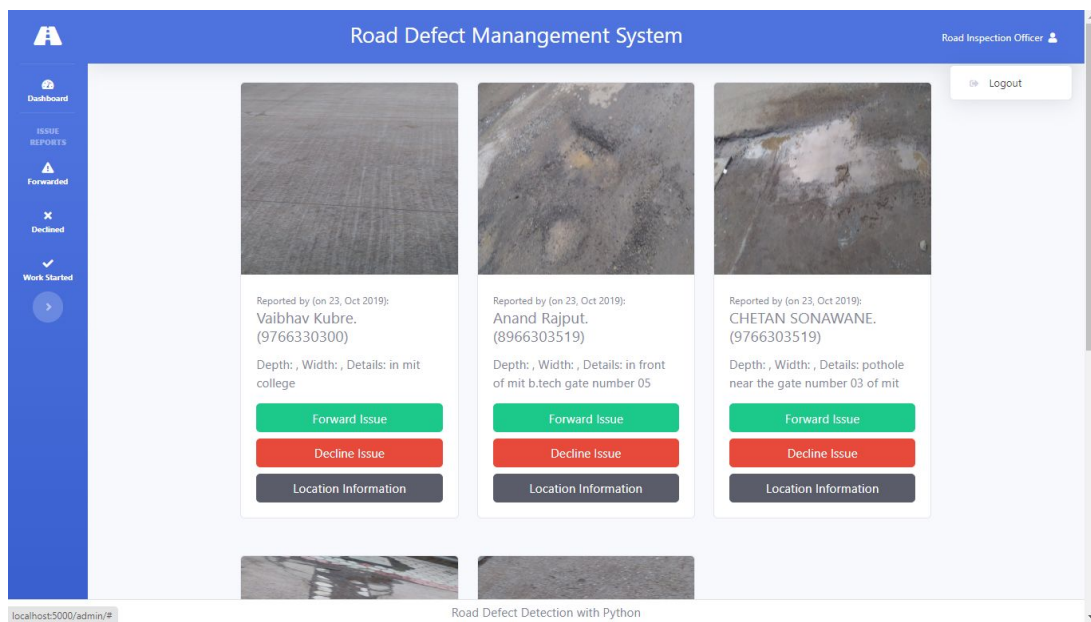 Road Defect Manangement System
Road Inspection Officer
Logout
Dashboard
ISSUE
REPORTS
Forwarded
Declined
Work Started
Reported by (on 23, Oct 2019):
Vaibhav Kubre.
(9766330300)
Depth: , Width: , Details: in mit
college
Forward Issue
Decline Issue
Location Information
Reported by (on 23, Oct 2019):
Anand Rajput.
(8966303519)
Depth: , Width: , Details: in front
of mit b.tech gate number 05
Forward Issue
Decline Issue
Location Information
Reported by (on 23, Oct 2019):
CHETAN SONAWANE.
(9766303519)
Depth: , Width: , Details: pothole
near the gate number 03 of mit
Forward Issue
Decline Issue
Location Information
Road Defect Detection with Python
localhost:5000/admin/#